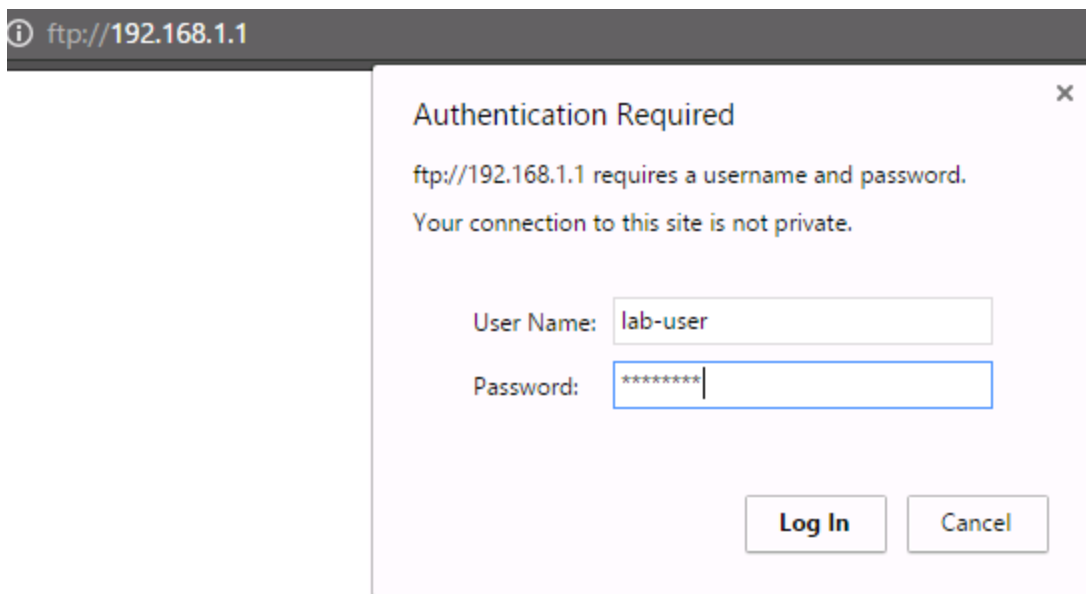 ftp://192.168.1.1
Authentication Required
ftp://192.168.1.1 requires a username and password.
Your connection to this site is not private.
User Name: lab-user
Password: ********
Log In Cancel